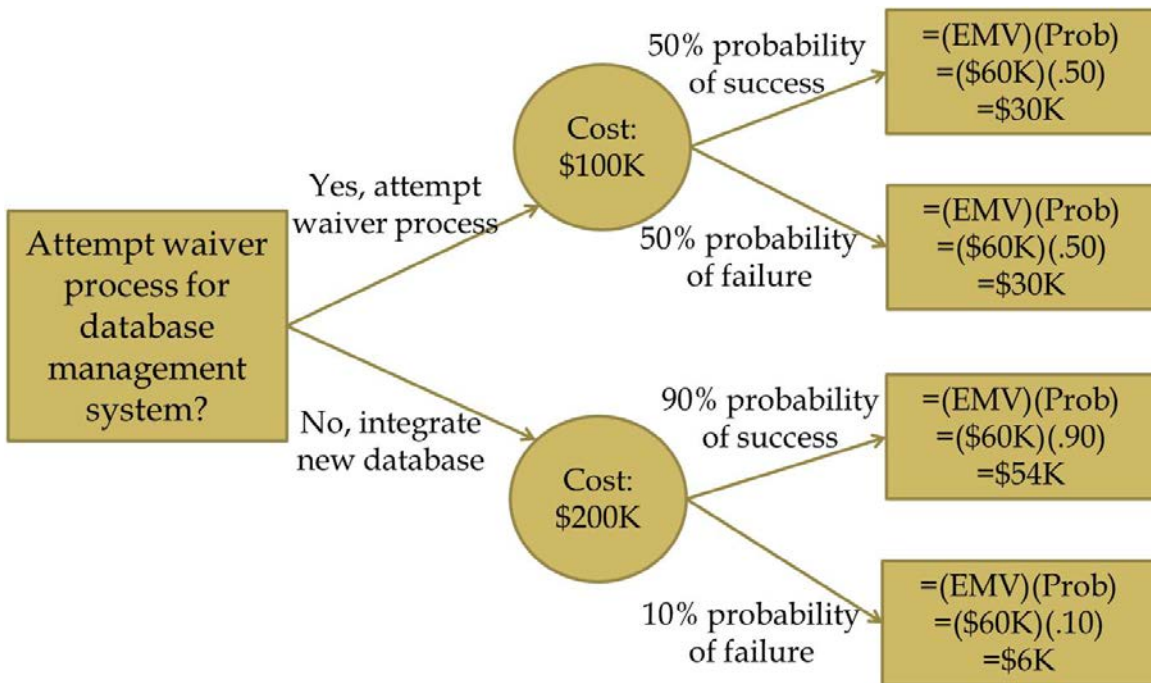 Attempt waiver
process for
database
management
system?
Yes, attempt
waiver process
No, integrate
new database
Cost:
$100K
50% probability
of success
=(EMV)(Prob)
=($60K)(.50)
=$30K
50% probability
of failure
=(EMV)(Prob)
=($60K)(.50)
=$30K
Cost:
$200K
90% probability
of success
=(EMV)(Prob)
=($60K)(.90)
=$54K
10% probability
of failure
=(EMV)(Prob)
=($60K)(.10)
=$6K